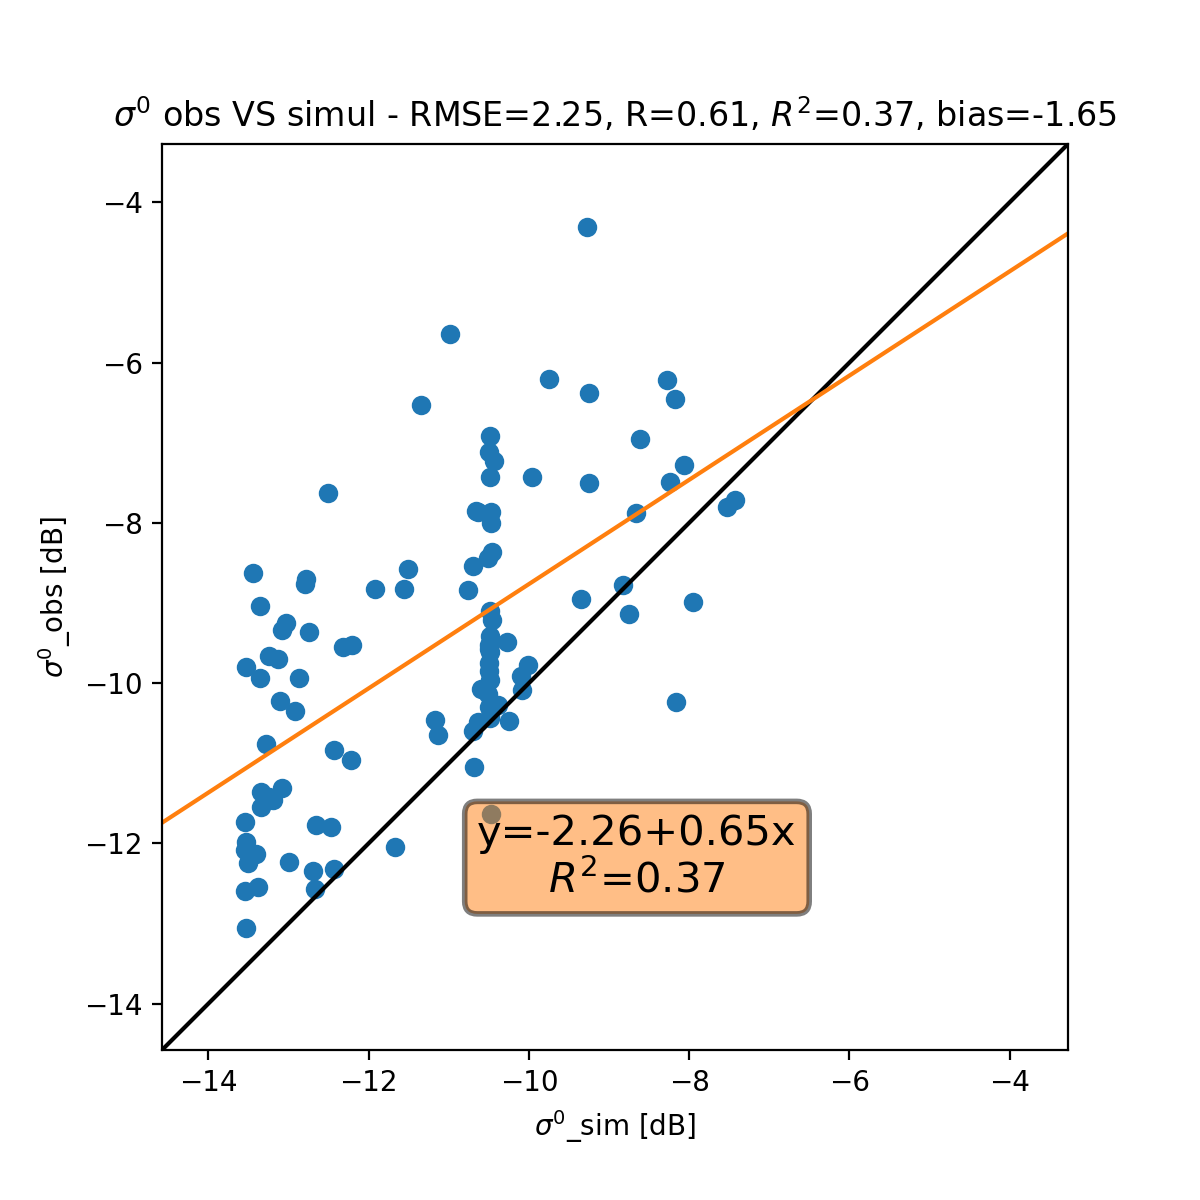 σ⁰ obs VS simul - RMSE=2.25, R=0.61, R²=0.37, bias=-1.65
−4
−6
−8
−10
−12
−14
σ⁰_obs [dB]
y=-2.26+0.65x
R²=0.37
−14 −12 −10 −8 −6 −4
σ⁰_sim [dB]